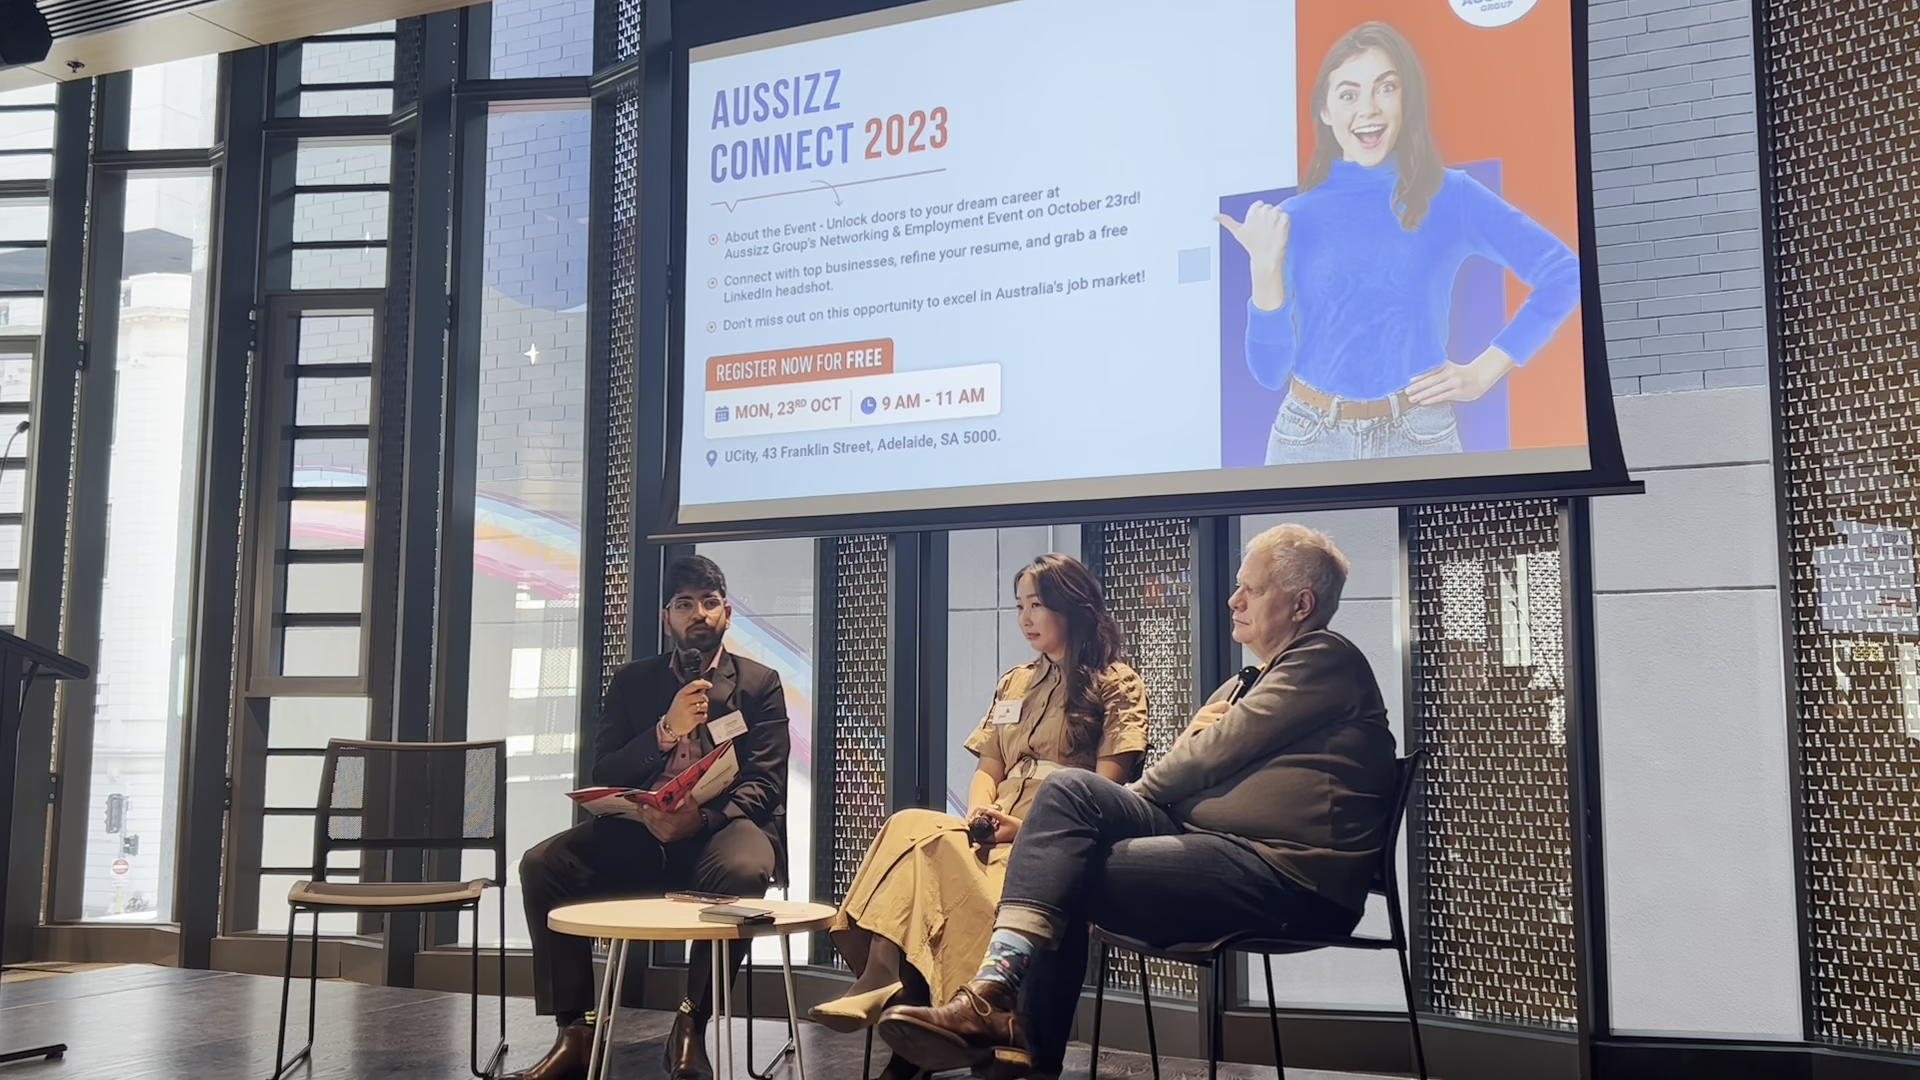 AUSSIZZ
CONNECT 2023
About the Event - Unlock doors to your dream career at
Aussizz Group's Networking & Employment Event on October 23rd!
Connect with top businesses, refine your resume, and grab a free
LinkedIn headshot.
Don't miss out on this opportunity to excel in Australia's job market!
REGISTER NOW FOR FREE
MON, 23RD OCT
9 AM - 11 AM
UCity, 43 Franklin Street, Adelaide, SA 5000.
GROUP